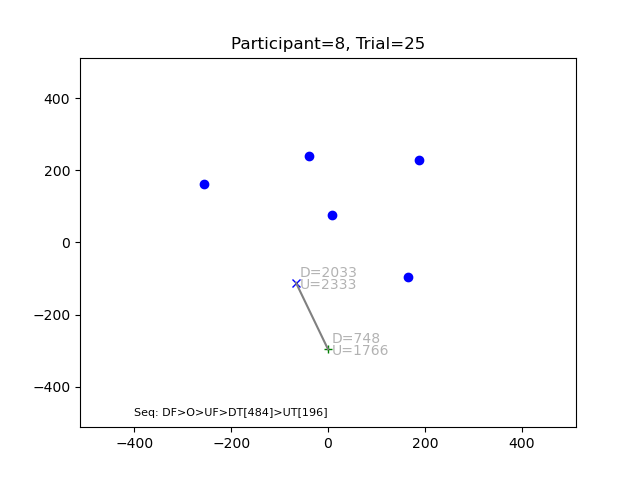 Participant=8, Trial=25
400
200
0
−200
−400
D=2033
U=2333
D=748
U=1766
Seq: DF>O>UF>DT[484]>UT[196]
−400
−200
0
200
400